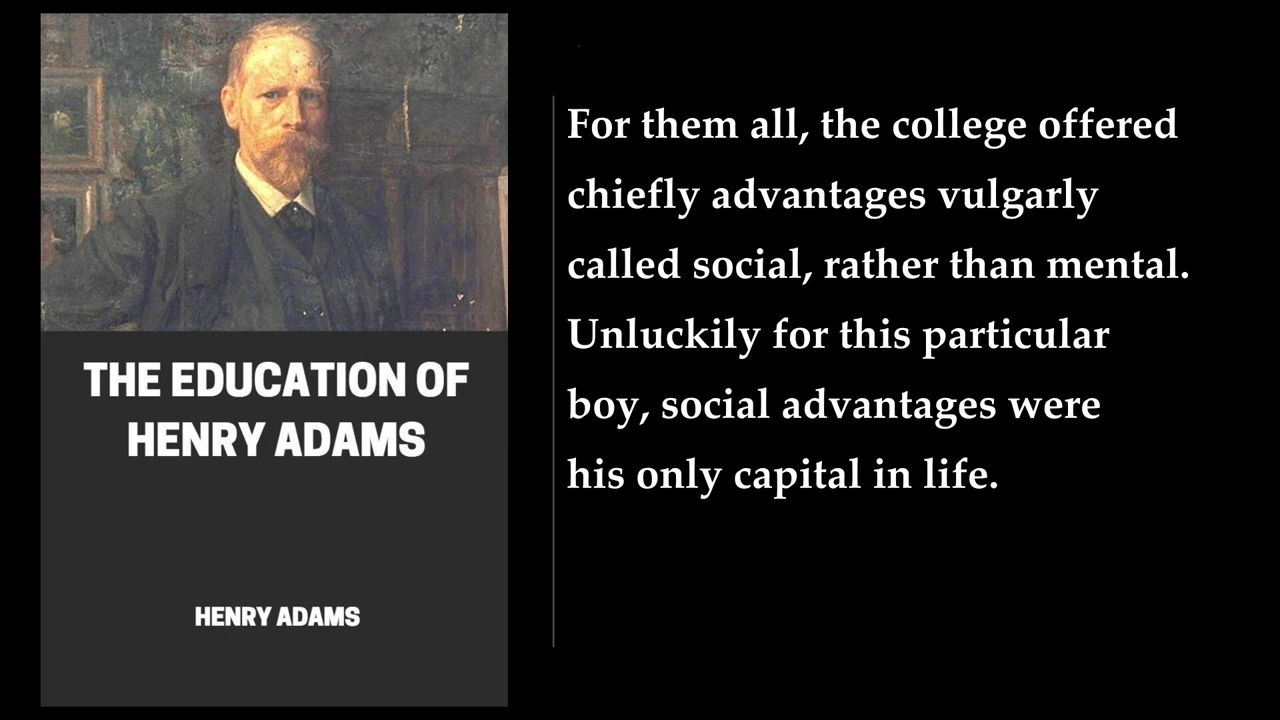 THE EDUCATION OF
HENRY ADAMS
HENRY ADAMS
For them all, the college offered
chiefly advantages vulgarly
called social, rather than mental.
Unluckily for this particular
boy, social advantages were
his only capital in life.